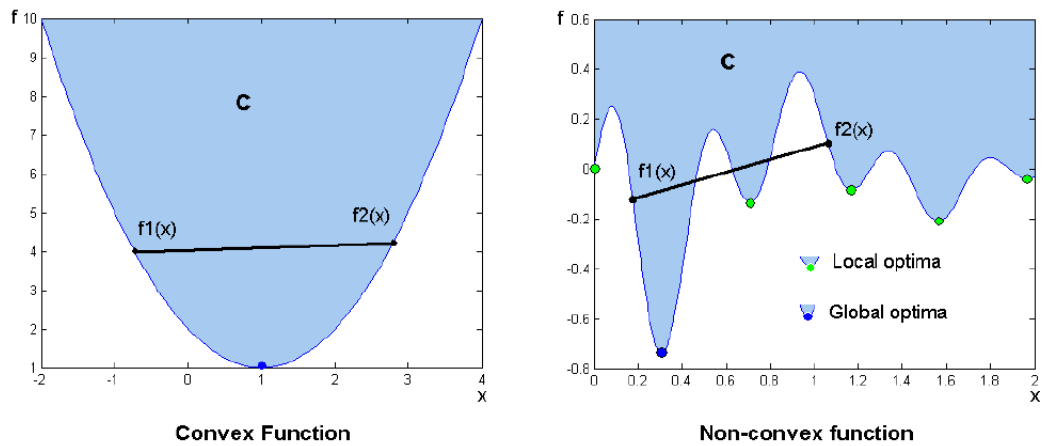 f
10
9
8
7
6
5
4
3
2
1
-2
-1
0
1
2
3
4
x
C
f1(x)
f2(x)
Convex Function
f
0.6
0.4
0.2
0
-0.2
-0.4
-0.6
-0.8
0
0.2
0.4
0.6
0.8
1
1.2
1.4
1.6
1.8
2
x
C
f1(x)
f2(x)
Local optima
Global optima
Non-convex function